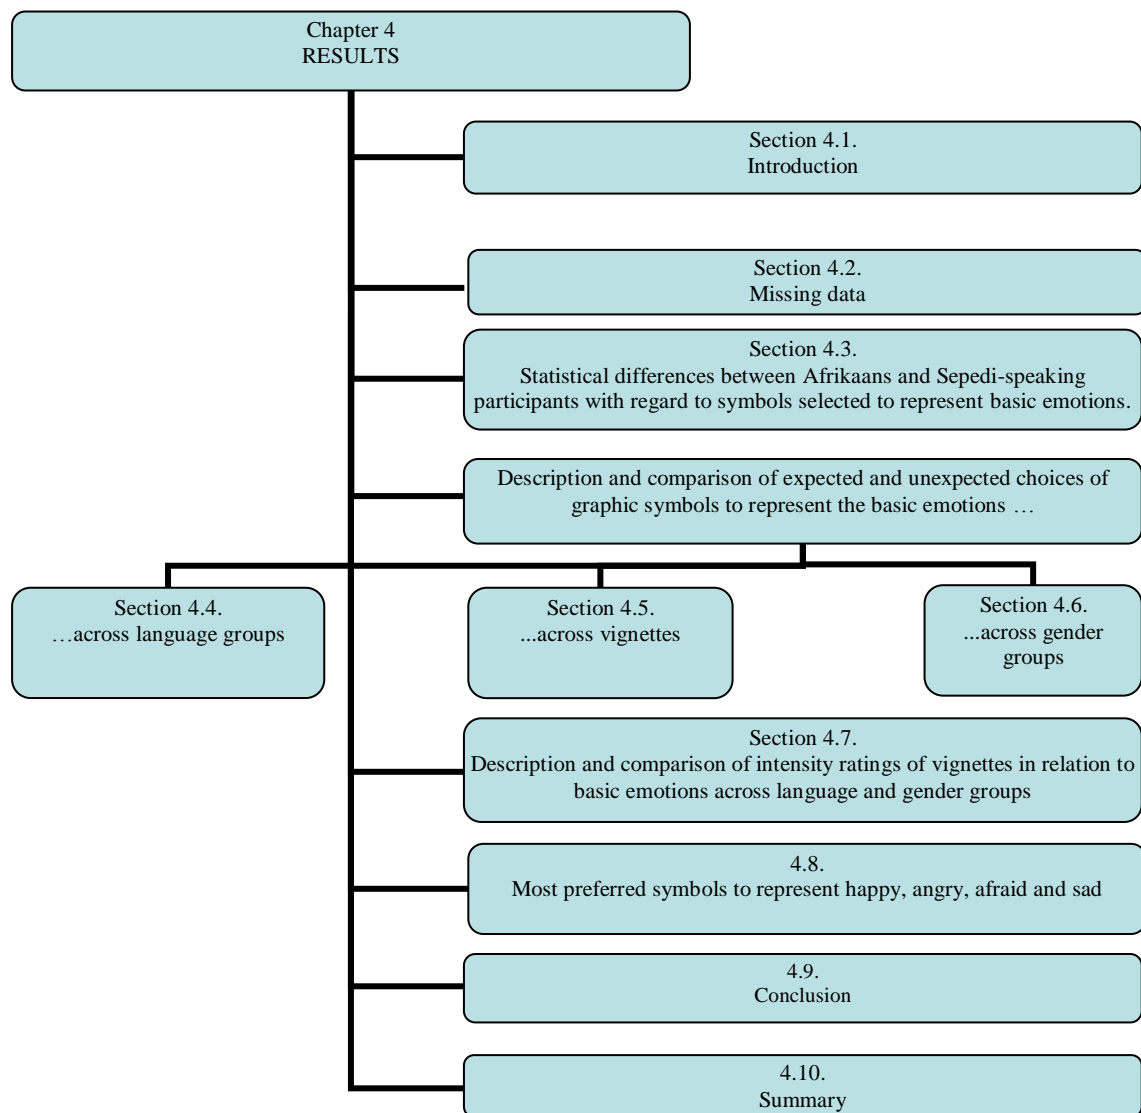 Chapter 4
RESULTS
Section 4.1.
Introduction
Section 4.2.
Missing data
Section 4.3.
Statistical differences between Afrikaans and Sepedi-speaking
participants with regard to symbols selected to represent basic emotions.
Description and comparison of expected and unexpected choices of
graphic symbols to represent the basic emotions …
Section 4.4.
…across language groups
Section 4.5.
...across vignettes
Section 4.6.
...across gender
groups
Section 4.7.
Description and comparison of intensity ratings of vignettes in relation to
basic emotions across language and gender groups
4.8.
Most preferred symbols to represent happy, angry, afraid and sad
4.9.
Conclusion
4.10.
Summary